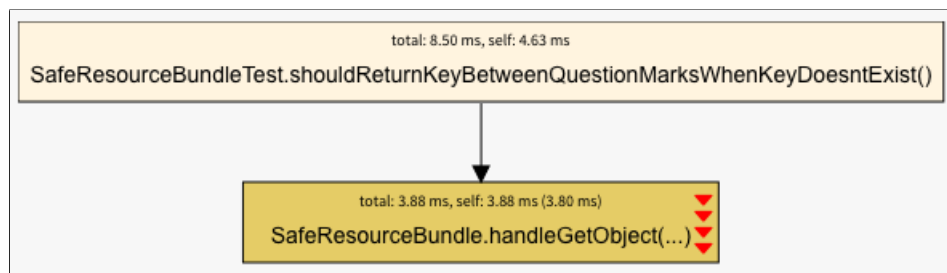 total: 8.50 ms, self: 4.63 ms
SafeResourceBundleTest.shouldReturnKeyBetweenQuestionMarksWhenKeyDoesntExist()
total: 3.88 ms, self: 3.88 ms (3.80 ms)
SafeResourceBundle.handleGetObject(...)